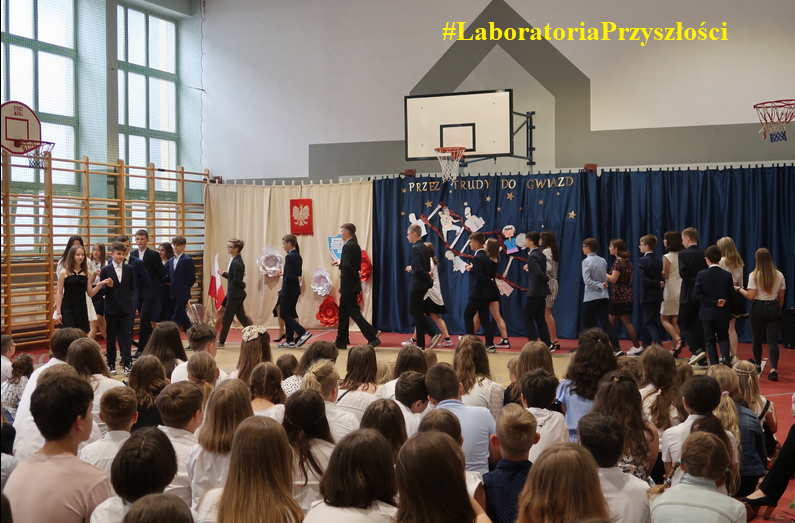 #LaboratoriaPrzyszłości
PRZEZ TRUDY DO GWIAZD